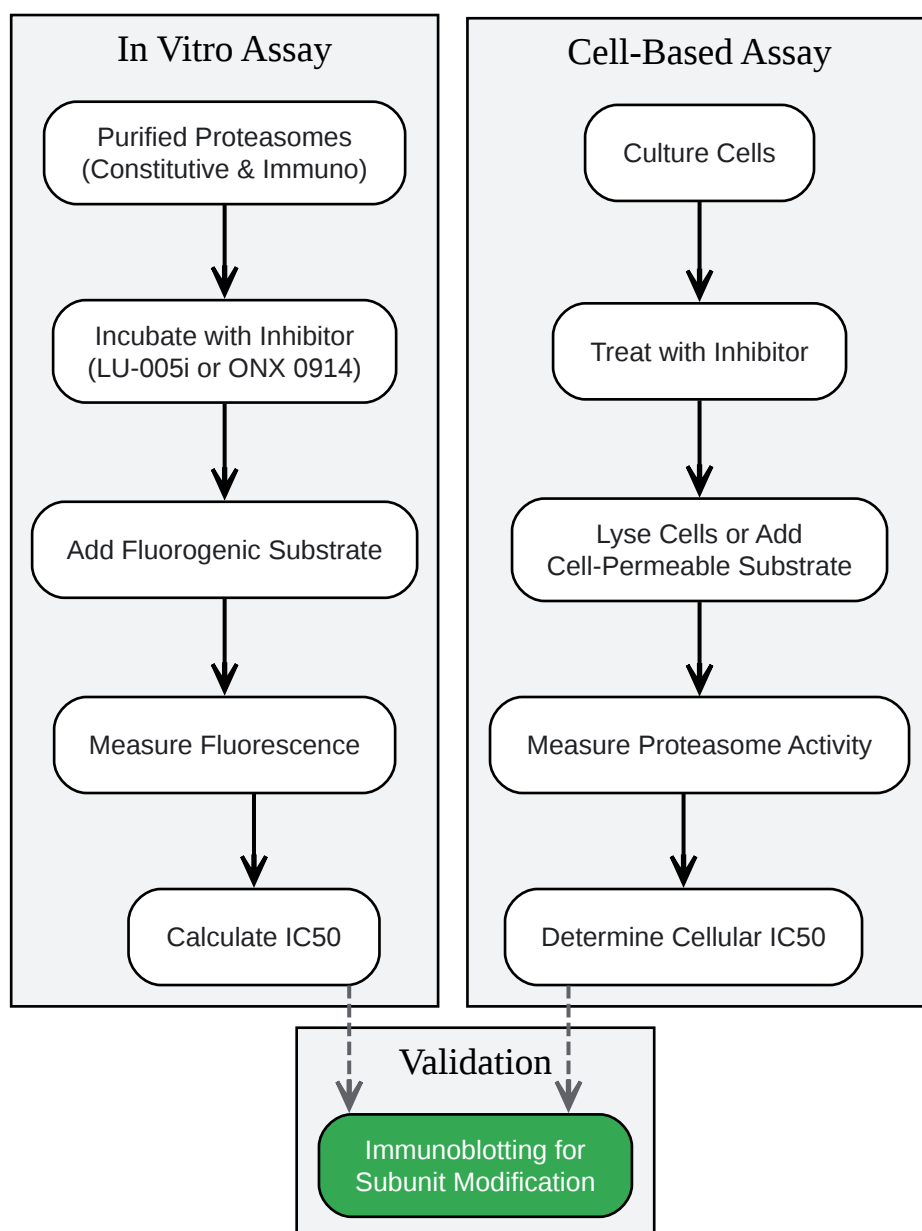 In Vitro Assay
Purified Proteasomes
(Constitutive & Immuno)
Incubate with Inhibitor
(LU-005i or ONX 0914)
Add Fluorogenic Substrate
Measure Fluorescence
Calculate IC50
Cell-Based Assay
Culture Cells
Treat with Inhibitor
Lyse Cells or Add
Cell-Permeable Substrate
Measure Proteasome Activity
Determine Cellular IC50
Validation
Immunoblotting for
Subunit Modification